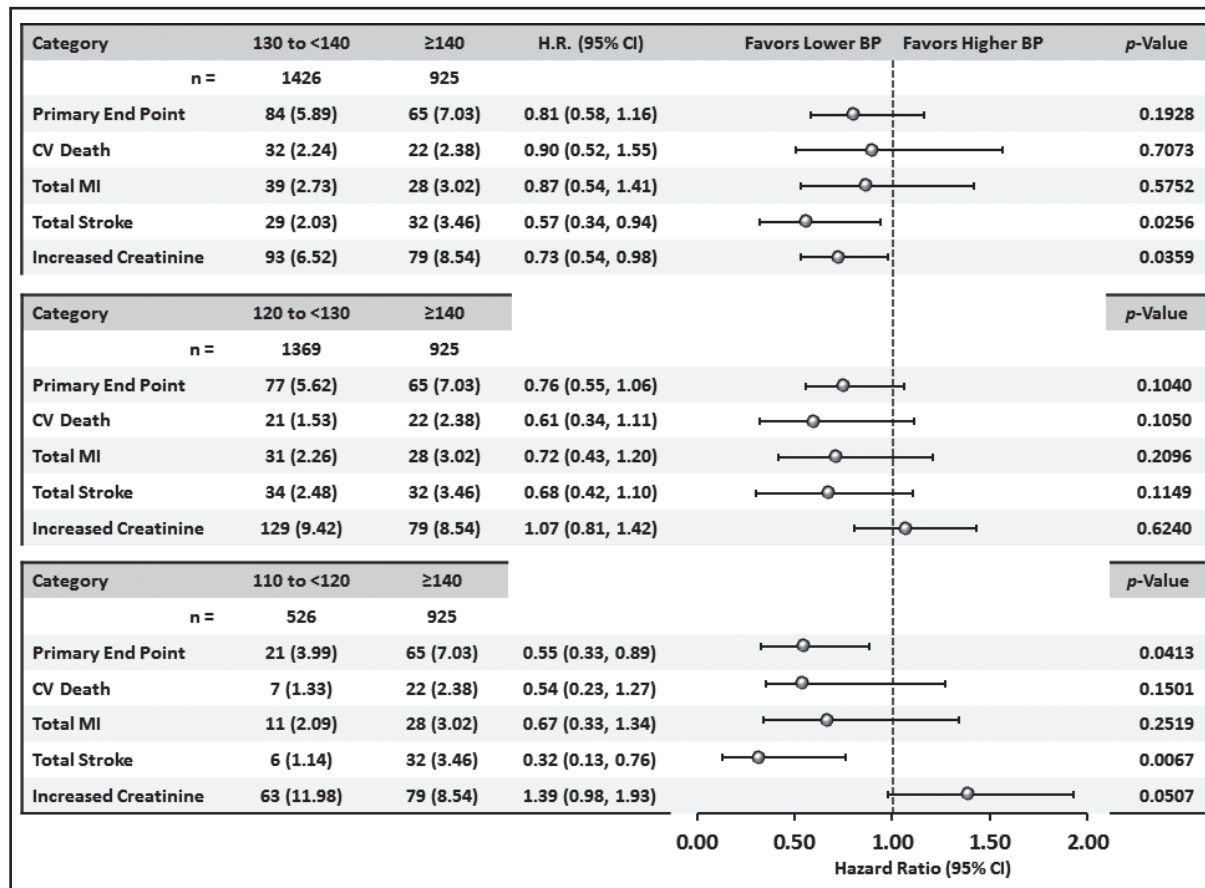 Category 130 to <140 ≥140 H.R. (95% CI) Favors Lower BP Favors Higher BP p-Value
n = 1426 925
Primary End Point 84 (5.89) 65 (7.03) 0.81 (0.58, 1.16) 0.1928
CV Death 32 (2.24) 22 (2.38) 0.90 (0.52, 1.55) 0.7073
Total MI 39 (2.73) 28 (3.02) 0.87 (0.54, 1.41) 0.5752
Total Stroke 29 (2.03) 32 (3.46) 0.57 (0.34, 0.94) 0.0256
Increased Creatinine 93 (6.52) 79 (8.54) 0.73 (0.54, 0.98) 0.0359
Category 120 to <130 ≥140 p-Value
n = 1369 925
Primary End Point 77 (5.62) 65 (7.03) 0.76 (0.55, 1.06) 0.1040
CV Death 21 (1.53) 22 (2.38) 0.61 (0.34, 1.11) 0.1050
Total MI 31 (2.26) 28 (3.02) 0.72 (0.43, 1.20) 0.2096
Total Stroke 34 (2.48) 32 (3.46) 0.68 (0.42, 1.10) 0.1149
Increased Creatinine 129 (9.42) 79 (8.54) 1.07 (0.81, 1.42) 0.6240
Category 110 to <120 ≥140 p-Value
n = 526 925
Primary End Point 21 (3.99) 65 (7.03) 0.55 (0.33, 0.89) 0.0413
CV Death 7 (1.33) 22 (2.38) 0.54 (0.23, 1.27) 0.1501
Total MI 11 (2.09) 28 (3.02) 0.67 (0.33, 1.34) 0.2519
Total Stroke 6 (1.14) 32 (3.46) 0.32 (0.13, 0.76) 0.0067
Increased Creatinine 63 (11.98) 79 (8.54) 1.39 (0.98, 1.93) 0.0507
0.00 0.50 1.00 1.50 2.00
Hazard Ratio (95% CI)